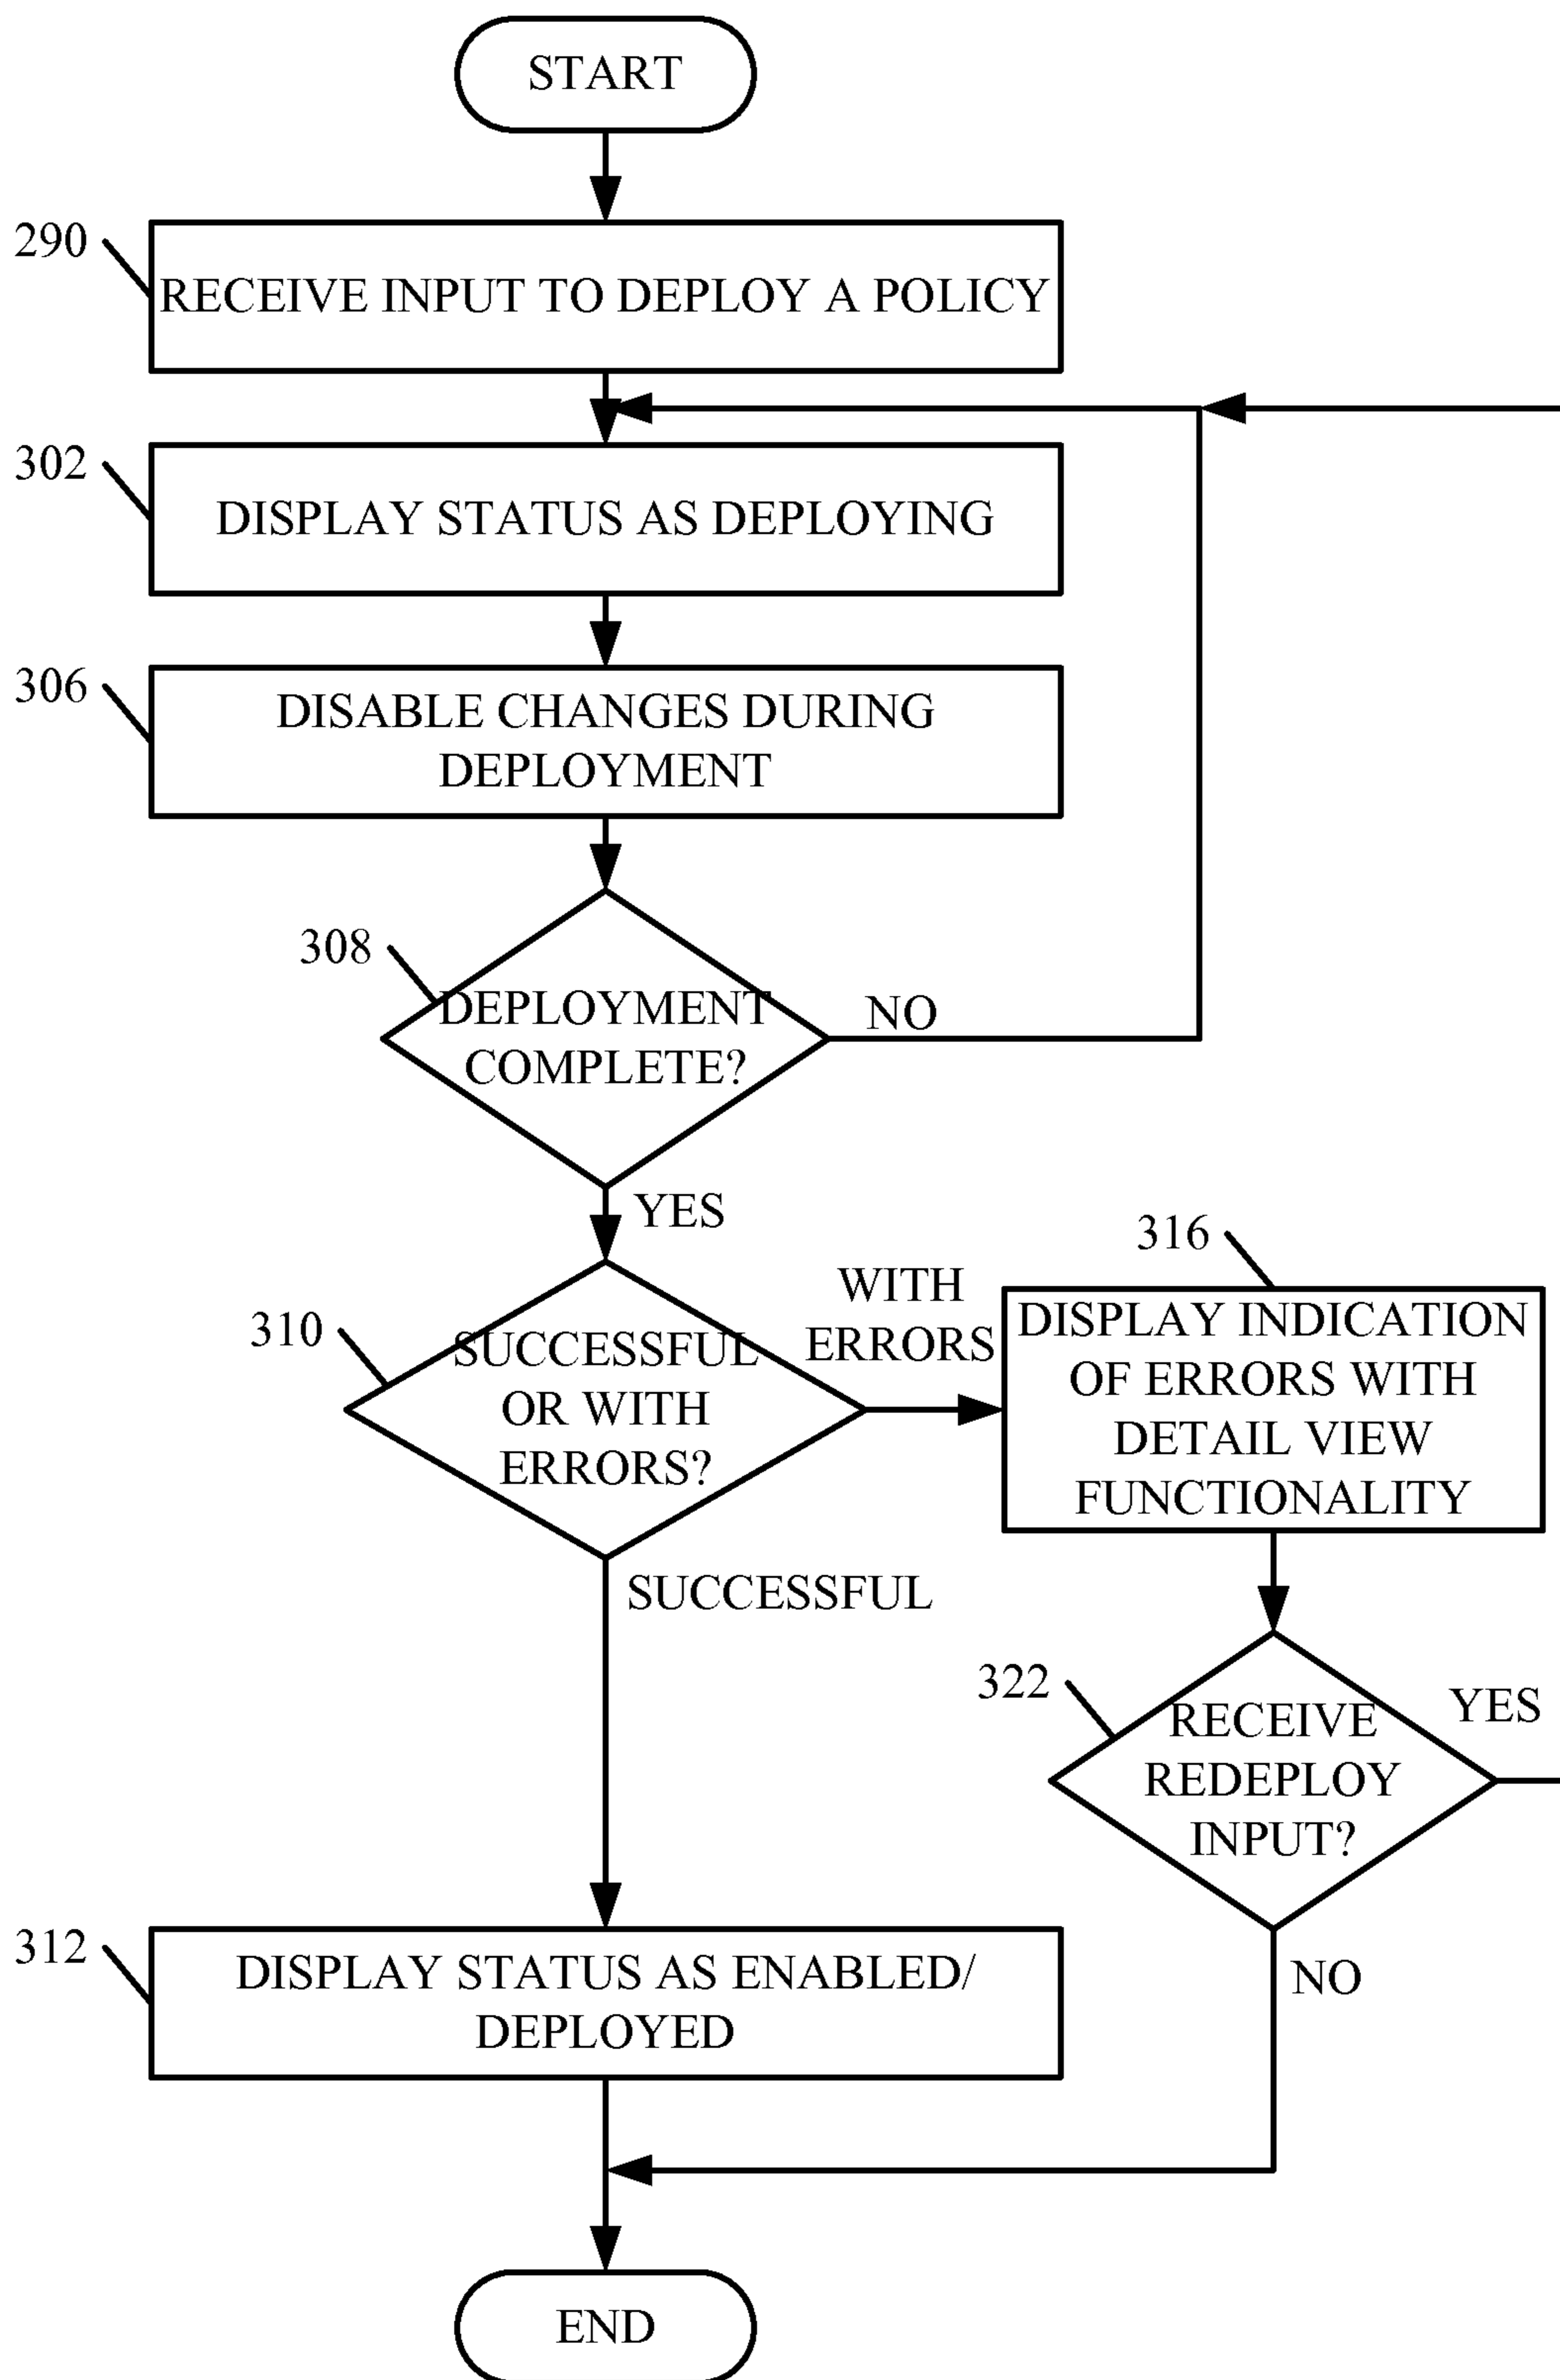 START
290
RECEIVE INPUT TO DEPLOY A POLICY
302
DISPLAY STATUS AS DEPLOYING
306
DISABLE CHANGES DURING
DEPLOYMENT
308
DEPLOYMENT
COMPLETE?
NO
YES
310
SUCCESSFUL
OR WITH
ERRORS?
WITH
ERRORS
316
DISPLAY INDICATION
OF ERRORS WITH
DETAIL VIEW
FUNCTIONALITY
SUCCESSFUL
322
RECEIVE
REDEPLOY
INPUT?
YES
NO
312
DISPLAY STATUS AS ENABLED/
DEPLOYED
END